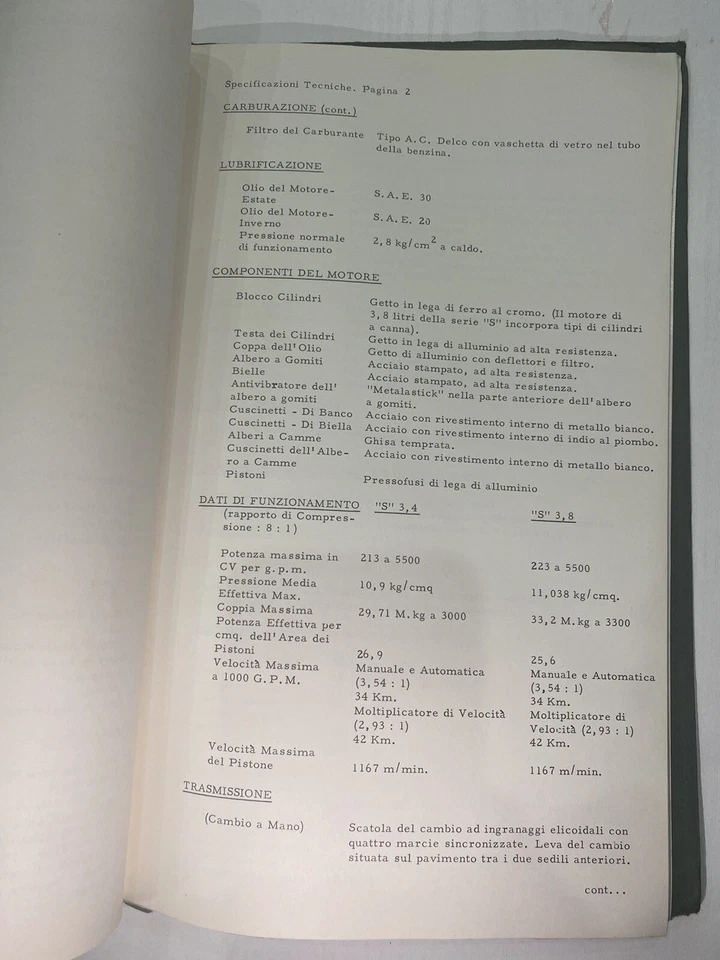 Specificazioni Tecniche. Pagina 2
CARBURAZIONE (cont.)
Filtro del Carburante Tipo A.C. Delco con vaschetta di vetro nel tubo
della benzina.
LUBRIFICAZIONE
Olio del Motore-
Estate S.A.E. 30
Olio del Motore-
Inverno S.A.E. 20
Pressione normale
di funzionamento 2,8 kg/cm2 a caldo.
COMPONENTI DEL MOTORE
Blocco Cilindri Getto in lega di ferro al cromo. (Il motore di
3,8 litri della serie "S" incorpora tipi di cilindri
a canna).
Testa dei Cilindri Getto in lega di alluminio ad alta resistenza.
Coppa dell'Olio Getto di alluminio con deflettori e filtro.
Albero a Gomiti Acciaio stampato, ad alta resistenza.
Bielle Acciaio stampato, ad alta resistenza.
Antivibratore dell' "Metalastick" nella parte anteriore dell'albero
albero a gomiti a gomiti.
Cuscinetti - Di Banco Acciaio con rivestimento interno di metallo bianco.
Cuscinetti - Di Biella Acciaio con rivestimento interno di indio al piombo.
Alberi a Camme Ghisa temprata.
Cuscinetti dell'Albe- Acciaio con rivestimento interno di metallo bianco.
ro a Camme
Pistoni Pressofusi di lega di alluminio
DATI DI FUNZIONAMENTO "S" 3,4 "S" 3,8
(rapporto di Compres-
sione : 8 : 1)
Potenza massima in 213 a 5500 223 a 5500
CV per g.p.m.
Pressione Media 10,9 kg/cmq 11,038 kg/cmq.
Effettiva Max.
Coppia Massima 29,71 M.kg a 3000 33,2 M.kg a 3300
Potenza Effettiva per
cmq. dell'Area dei
Pistoni 26,9 25,6
Velocità Massima Manuale e Automatica Manuale e Automatica
a 1000 G.P.M. (3,54 : 1) (3,54 : 1)
34 Km. 34 Km.
Moltiplicatore di Velocità Moltiplicatore di
(2,93 : 1) Velocità (2,93 : 1)
42 Km. 42 Km.
Velocità Massima
del Pistone 1167 m/min. 1167 m/min.
TRASMISSIONE
(Cambio a Mano) Scatola del cambio ad ingranaggi elicoidali con
quattro marcie sincronizzate. Leva del cambio
situata sul pavimento tra i due sedili anteriori.
cont...